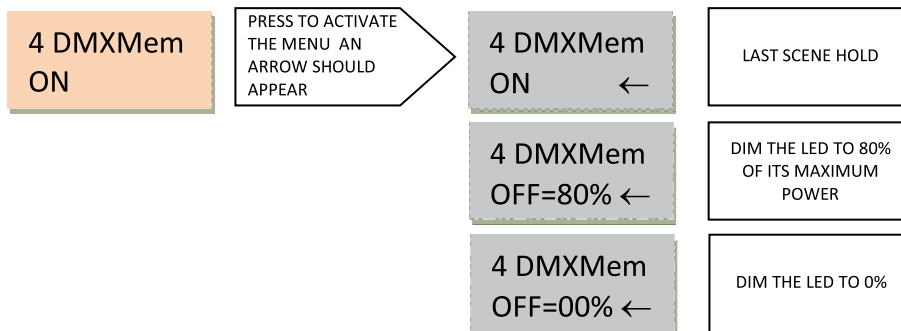 4 DMXMem
ON
PRESS TO ACTIVATE
THE MENU  AN
ARROW SHOULD
APPEAR
4 DMXMem
ON ←
LAST SCENE HOLD
4 DMXMem
OFF=80% ←
DIM THE LED TO 80%
OF ITS MAXIMUM
POWER
4 DMXMem
OFF=00% ←
DIM THE LED TO 0%